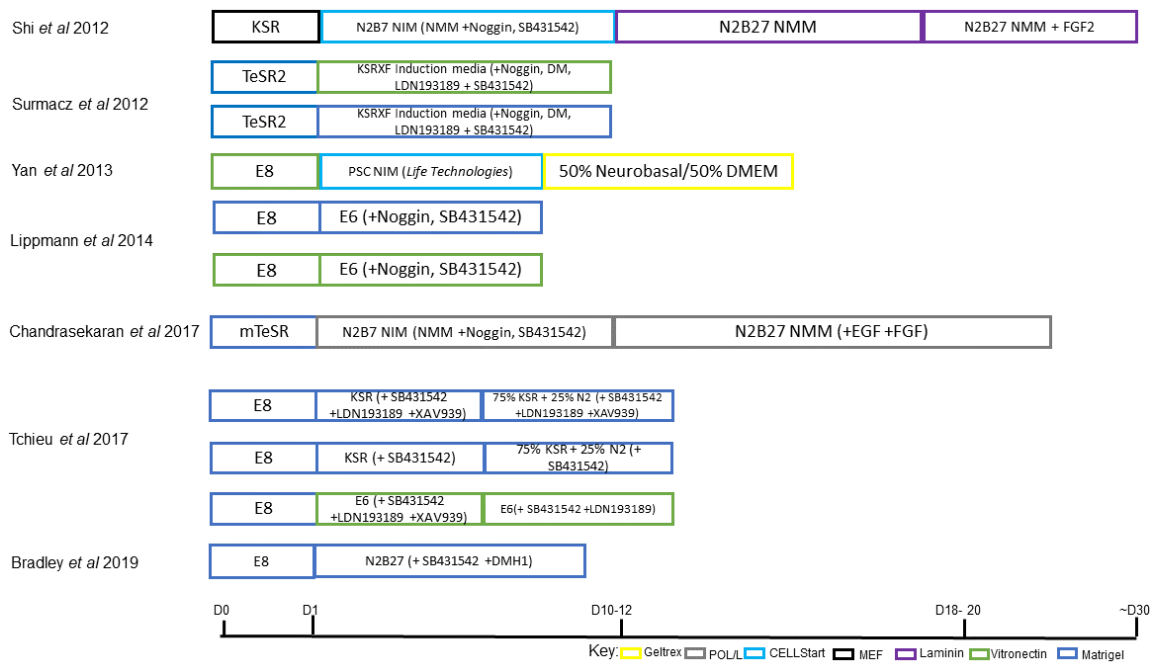 Shi et al 2012
KSR
N2B7 NIM (NMM +Noggin, SB431542)
N2B27 NMM
N2B27 NMM + FGF2
Surmacz et al 2012
TeSR2
KSRXF Induction media (+Noggin, DM,
LDN193189 + SB431542)
TeSR2
KSRXF Induction media (+Noggin, DM,
LDN193189 + SB431542)
Yan et al 2013
E8
PSC NIM (Life Technologies)
50% Neurobasal/50% DMEM
Lippmann et al 2014
E8
E6 (+Noggin, SB431542)
E8
E6 (+Noggin, SB431542)
Chandrasekaran et al 2017
mTeSR
N2B7 NIM (NMM +Noggin, SB431542)
N2B27 NMM (+EGF +FGF)
Tchieu et al 2017
E8
KSR (+ SB431542
+LDN193189 +XAV939)
75% KSR + 25% N2 (+ SB431542
+LDN193189 +XAV939)
E8
KSR (+ SB431542)
75% KSR + 25% N2 (+
SB431542)
E8
E6 (+ SB431542
+LDN193189 +XAV939)
E6(+ SB431542 +LDN193189)
Bradley et al 2019
E8
N2B27 (+ SB431542 +DMH1)
D0
D1
D10-12
D18- 20
~D30
Key:
Geltrex
POL/L
CELLStart
MEF
Laminin
Vitronectin
Matrigel